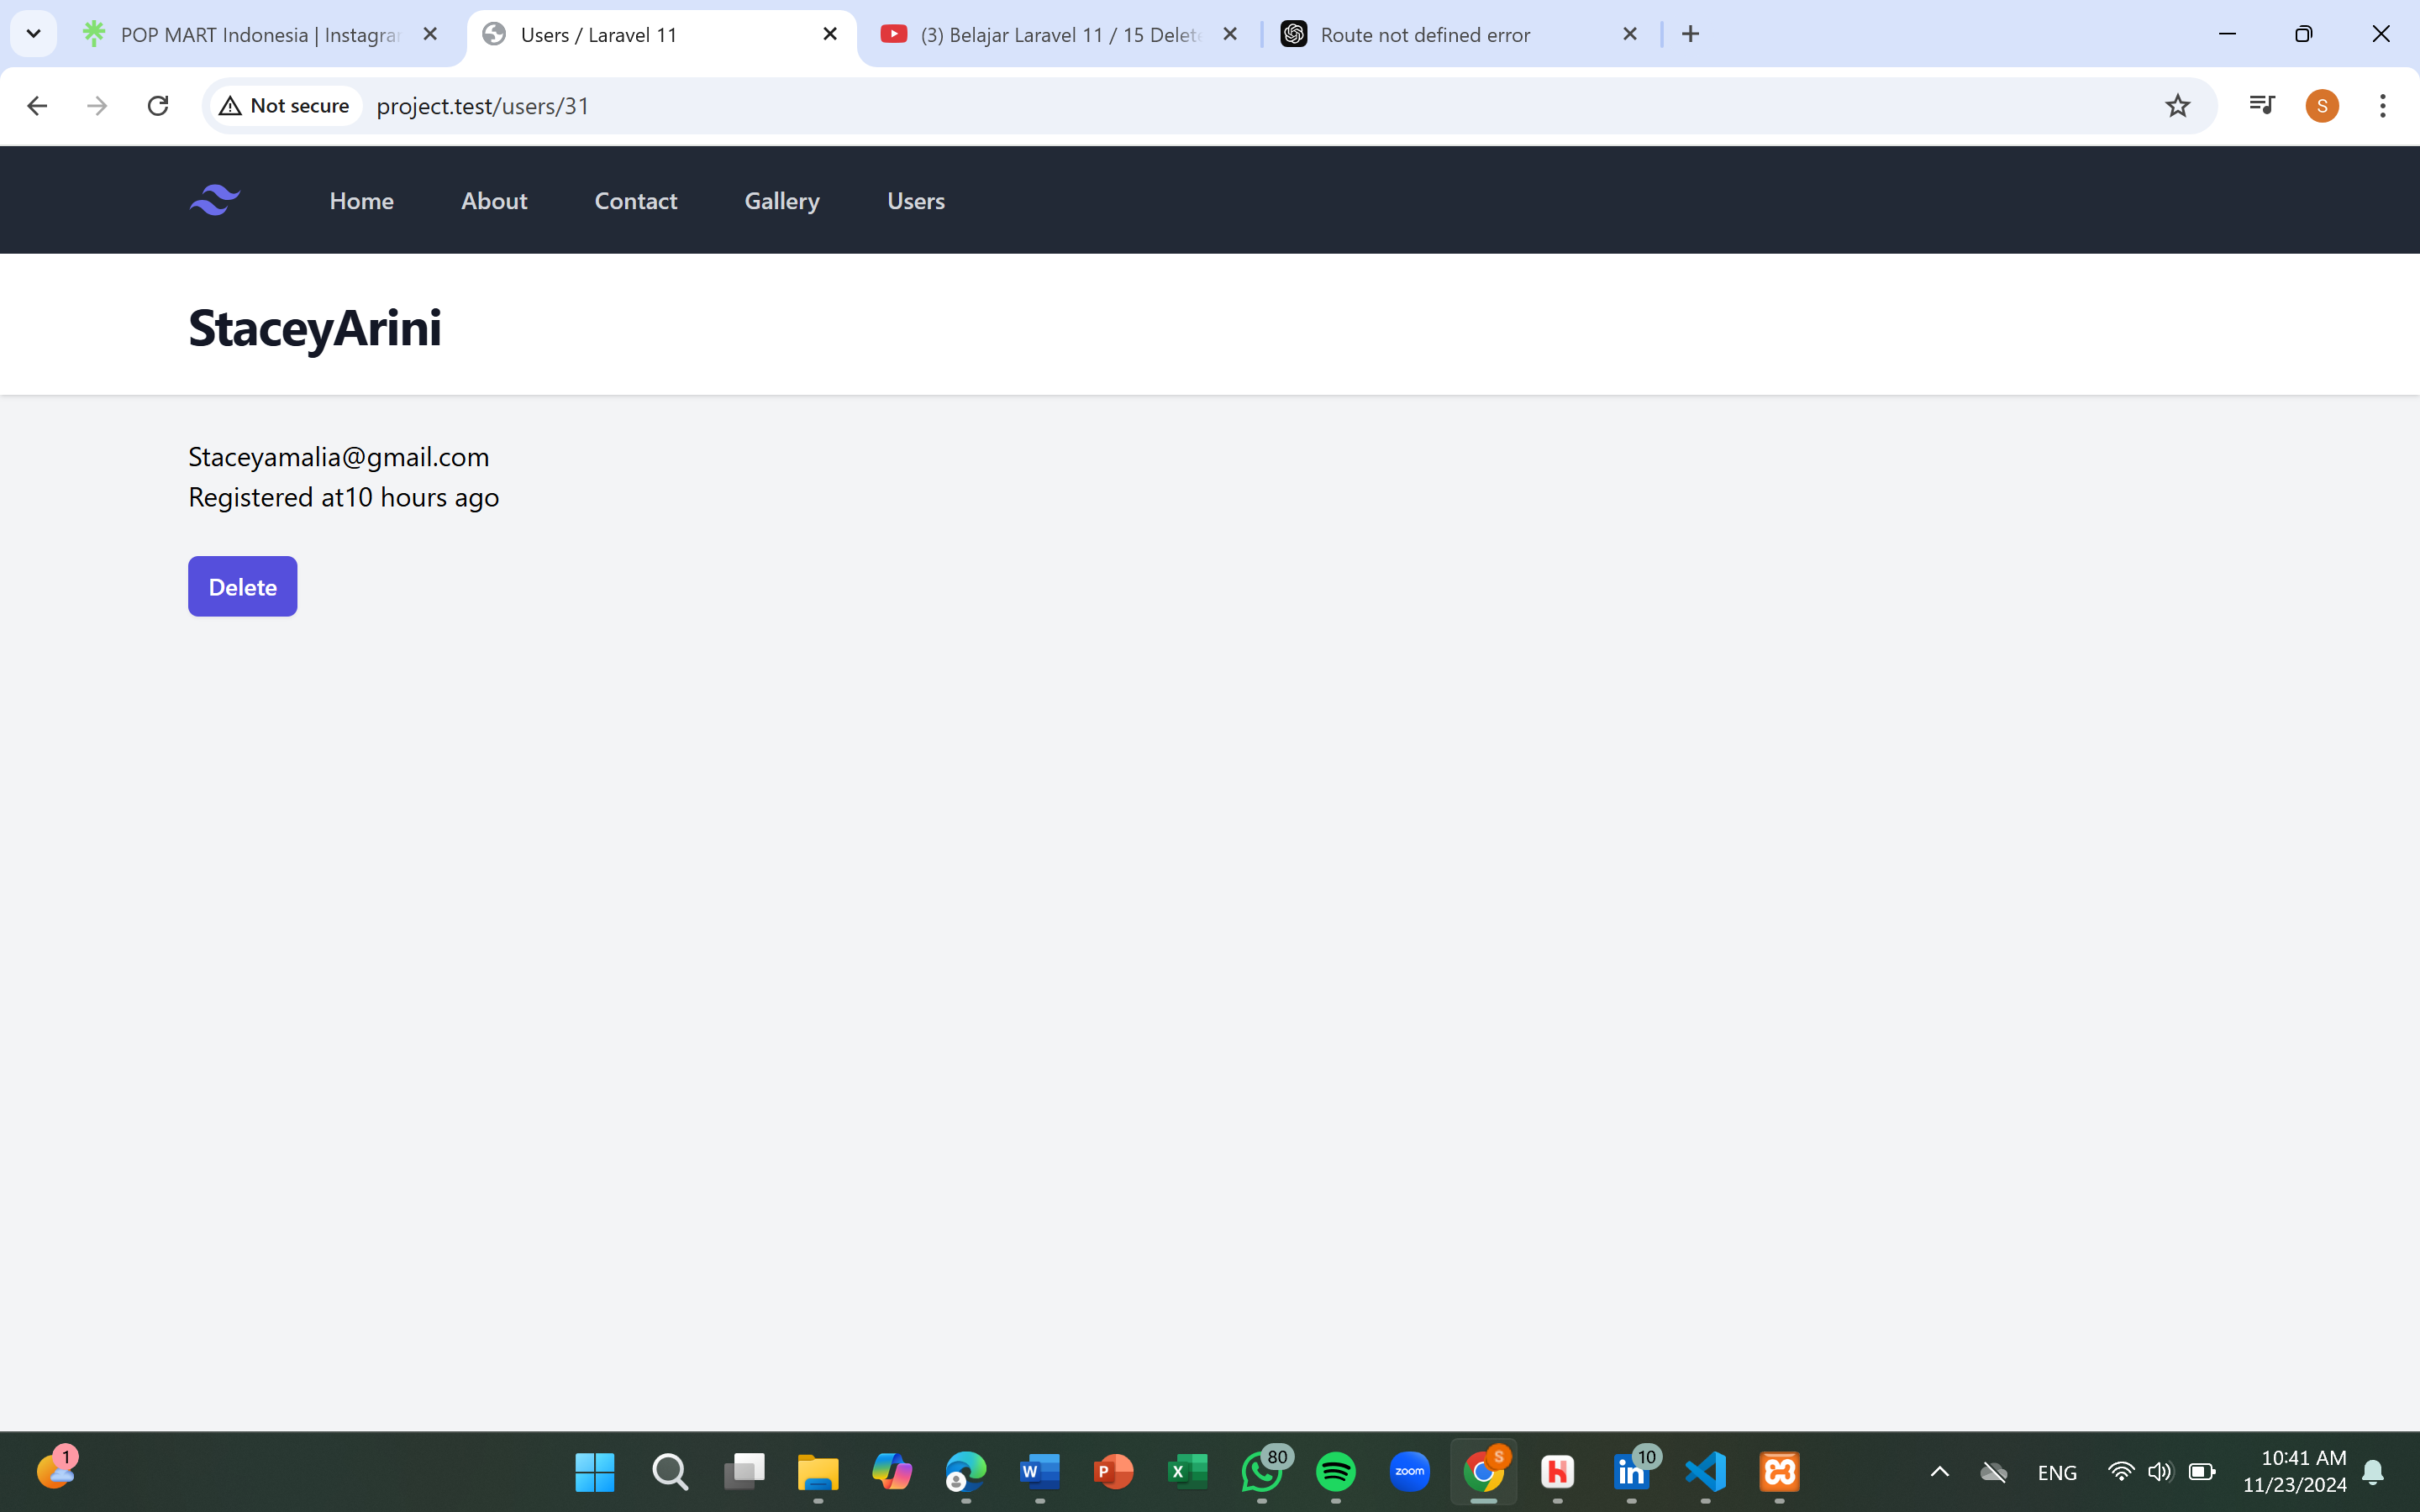 POP MART Indonesia | Instagra
Users / Laravel 11
(3) Belajar Laravel 11 / 15 Delet
Route not defined error
Not secure
project.test/users/31
S
Home
About
Contact
Gallery
Users
StaceyArini
Staceyamalia@gmail.com
Registered at10 hours ago
Delete
1
W
P
X
80
zoom
S
h
in
10
ENG
10:41 AM
11/23/2024